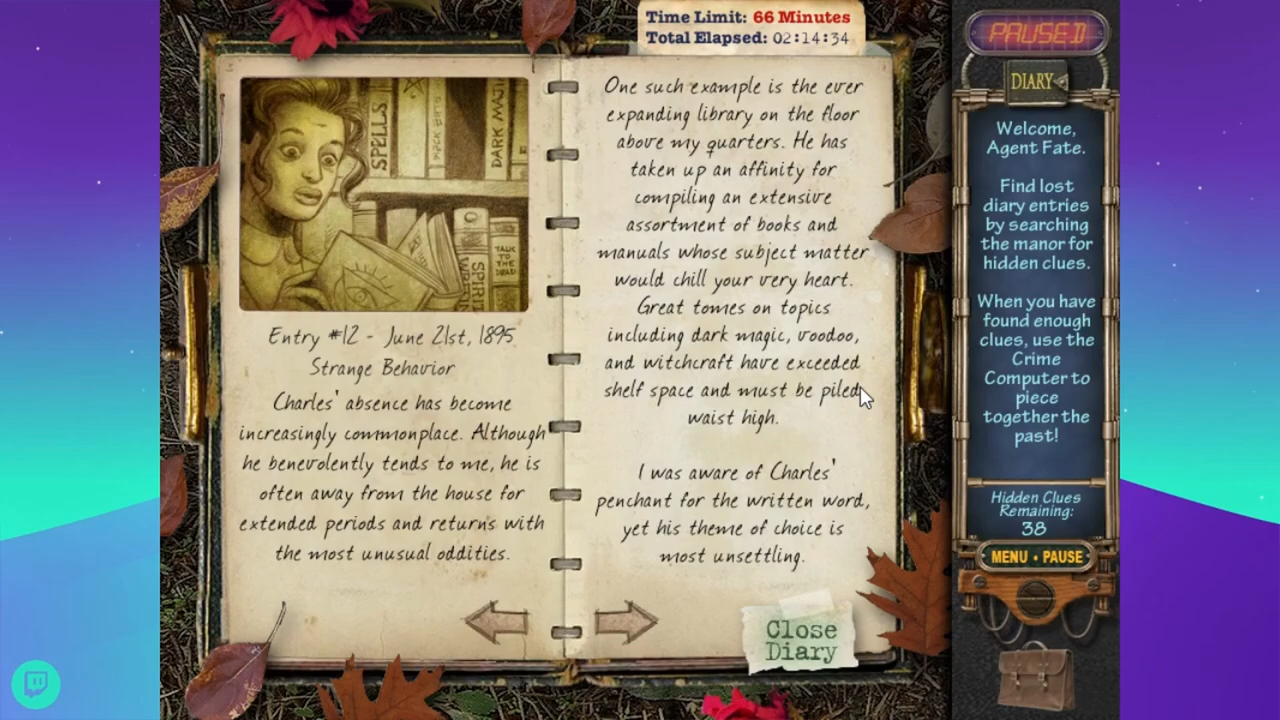 Time Limit: 66 Minutes
Total Elapsed: 02:14:34
SPELLS
DARK MAJI
TALK
TO THE
DEAD!
SPIRIT
Entry #12 - June 21st, 1895
Strange Behavior
Charles' absence has become
increasingly commonplace. Although
he benevolently tends to me, he is
often away from the house for
extended periods and returns with
the most unusual oddities.
One such example is the ever
expanding library on the floor
above my quarters. He has
taken up an affinity for
compiling an extensive
assortment of books and
manuals whose subject matter
would chill your very heart.
Great tomes on topics
including dark magic, voodoo,
and witchcraft have exceeded
shelf space and must be piled
waist high.
I was aware of Charles'
penchant for the written word,
yet his theme of choice is
most unsettling.
Close
Diary
PAUSED
DIARY
Welcome,
Agent Fate.
Find lost
diary entries
by searching
the manor for
hidden clues.
When you have
found enough
clues, use the
Crime
Computer to
piece
together the
past!
Hidden Clues
Remaining:
38
MENU • PAUSE